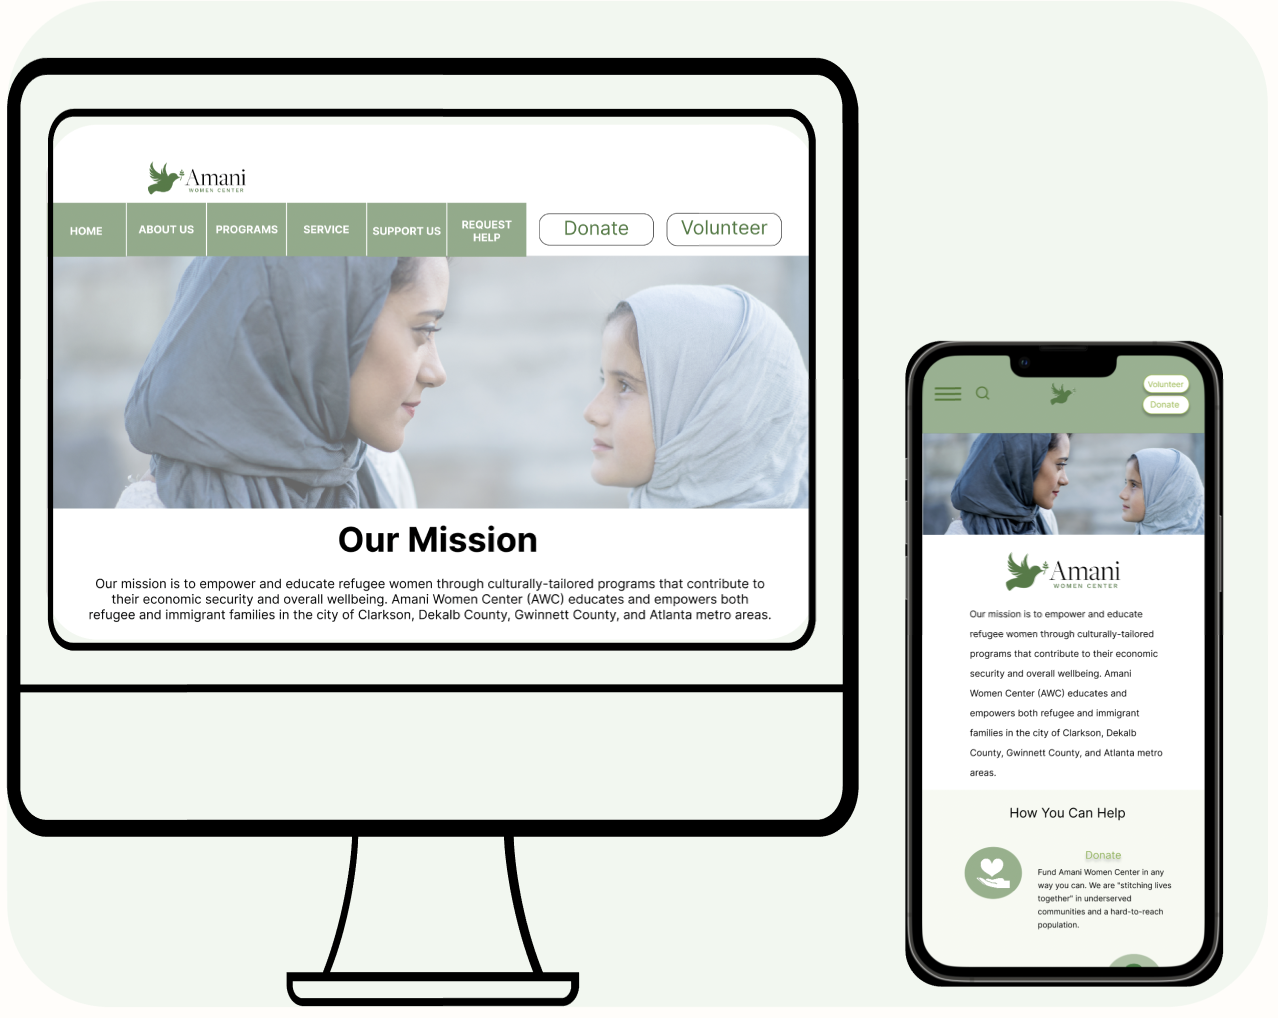 Amani
WOMEN CENTER
HOME
ABOUT US
PROGRAMS
SERVICE
SUPPORT US
REQUEST
HELP
Donate
Volunteer
Our Mission
Our mission is to empower and educate refugee women through culturally-tailored programs that contribute to
their economic security and overall wellbeing. Amani Women Center (AWC) educates and empowers both
refugee and immigrant families in the city of Clarkson, Dekalb County, Gwinnett County, and Atlanta metro areas.
Volunteer
Donate
Amani
WOMEN CENTER
Our mission is to empower and educate
refugee women through culturally-tailored
programs that contribute to their economic
security and overall wellbeing. Amani
Women Center (AWC) educates and
empowers both refugee and immigrant
families in the city of Clarkson, Dekalb
County, Gwinnett County, and Atlanta metro
areas.
How You Can Help
Donate
Fund Amani Women Center in any
way you can. We are "stitching lives
together" in underserved
communities and a hard-to-reach
population.